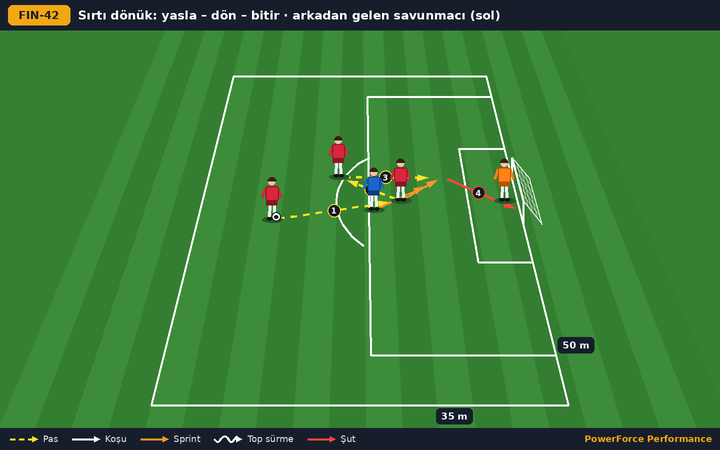 FIN-42 Sırtı dönük: yasla – dön – bitir · arkadan gelen savunmacı (sol)
3
1
4
50 m
35 m
Pas Koşu Sprint Top sürme Şut PowerForce Performance